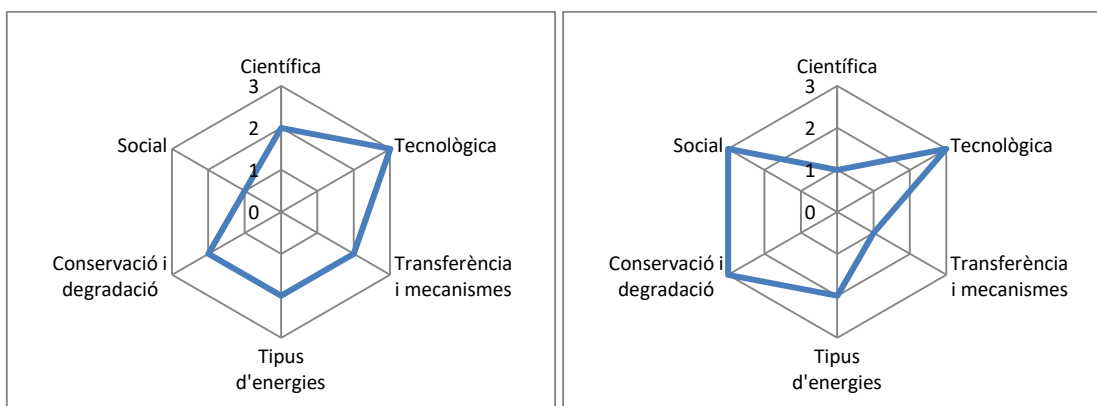 Científica
3
2
1
0
Social
Tecnològica
Conservació i
degradació
Transferència
i mecanismes
Tipus
d'energies
Científica
3
2
1
0
Social
Tecnològica
Conservació i
degradació
Transferència
i mecanismes
Tipus
d'energies